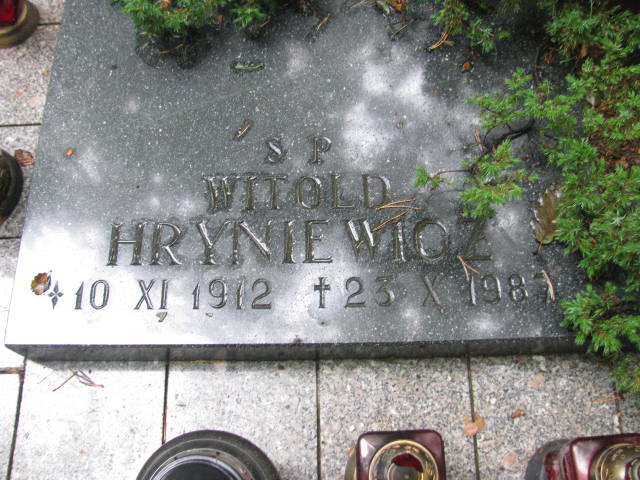 S P
WITOLD
HRYNIEWICZ
10 XI 1912 † 23 X 1987